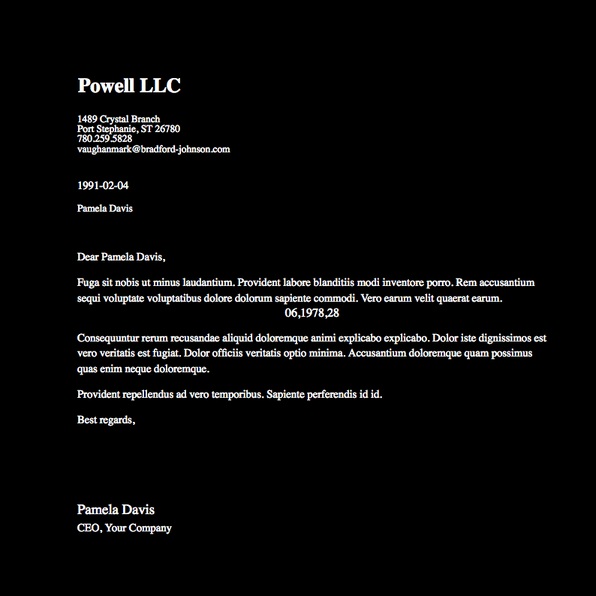 Powell LLC
1489 Crystal Branch
Port Stephanie, ST 26780
780.259.5828
vaughanmark@bradford-johnson.com
1991-02-04
Pamela Davis
Dear Pamela Davis,
Fuga sit nobis ut minus laudantium. Provident labore blanditiis modi inventore porro. Rem accusantium
sequi voluptate voluptatibus dolore dolorum sapiente commodi. Vero earum velit quaerat earum.
06,1978,28
Consequuntur rerum recusandae aliquid doloremque animi explicabo explicabo. Dolor iste dignissimos est
vero veritatis est fugiat. Dolor officiis veritatis optio minima. Accusantium doloremque quam possimus
quas enim neque doloremque.
Provident repellendus ad vero temporibus. Sapiente perferendis id id.
Best regards,
Pamela Davis
CEO, Your Company